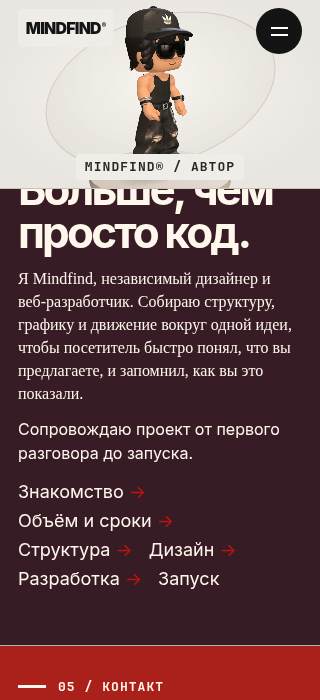 MINDFIND®
MINDFIND® / АВТОР
Больше, чем
просто код.
Я Mindfind, независимый дизайнер и
веб-разработчик. Собираю структуру,
графику и движение вокруг одной идеи,
чтобы посетитель быстро понял, что вы
предлагаете, и запомнил, как вы это
показали.
Сопровождаю проект от первого
разговора до запуска.
Знакомство →
Объём и сроки →
Структура → Дизайн →
Разработка → Запуск
05 / КОНТАКТ